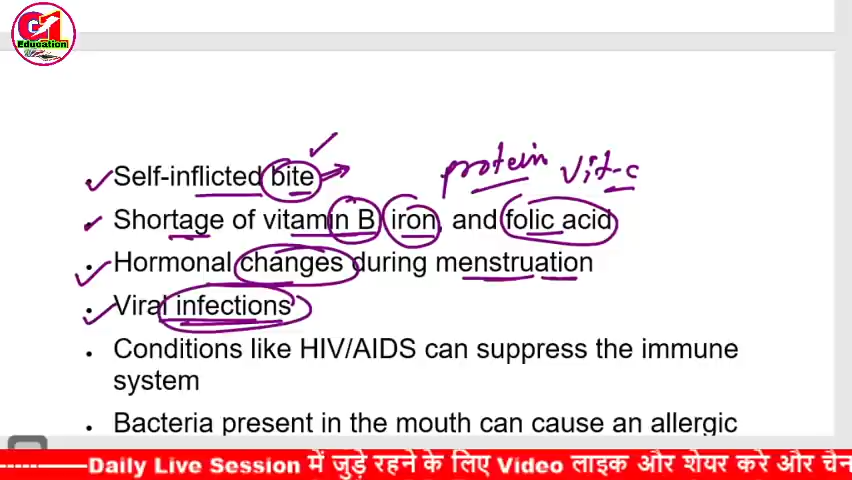 Education
protein vit-c
Self-inflicted bite
Shortage of vitamin B iron, and folic acid
Hormonal changes during menstruation
Viral infections
Conditions like HIV/AIDS can suppress the immune
system
Bacteria present in the mouth can cause an allergic
Daily Live Session में जुड़े रहने के लिए Video लाइक और शेयर करे और चैन